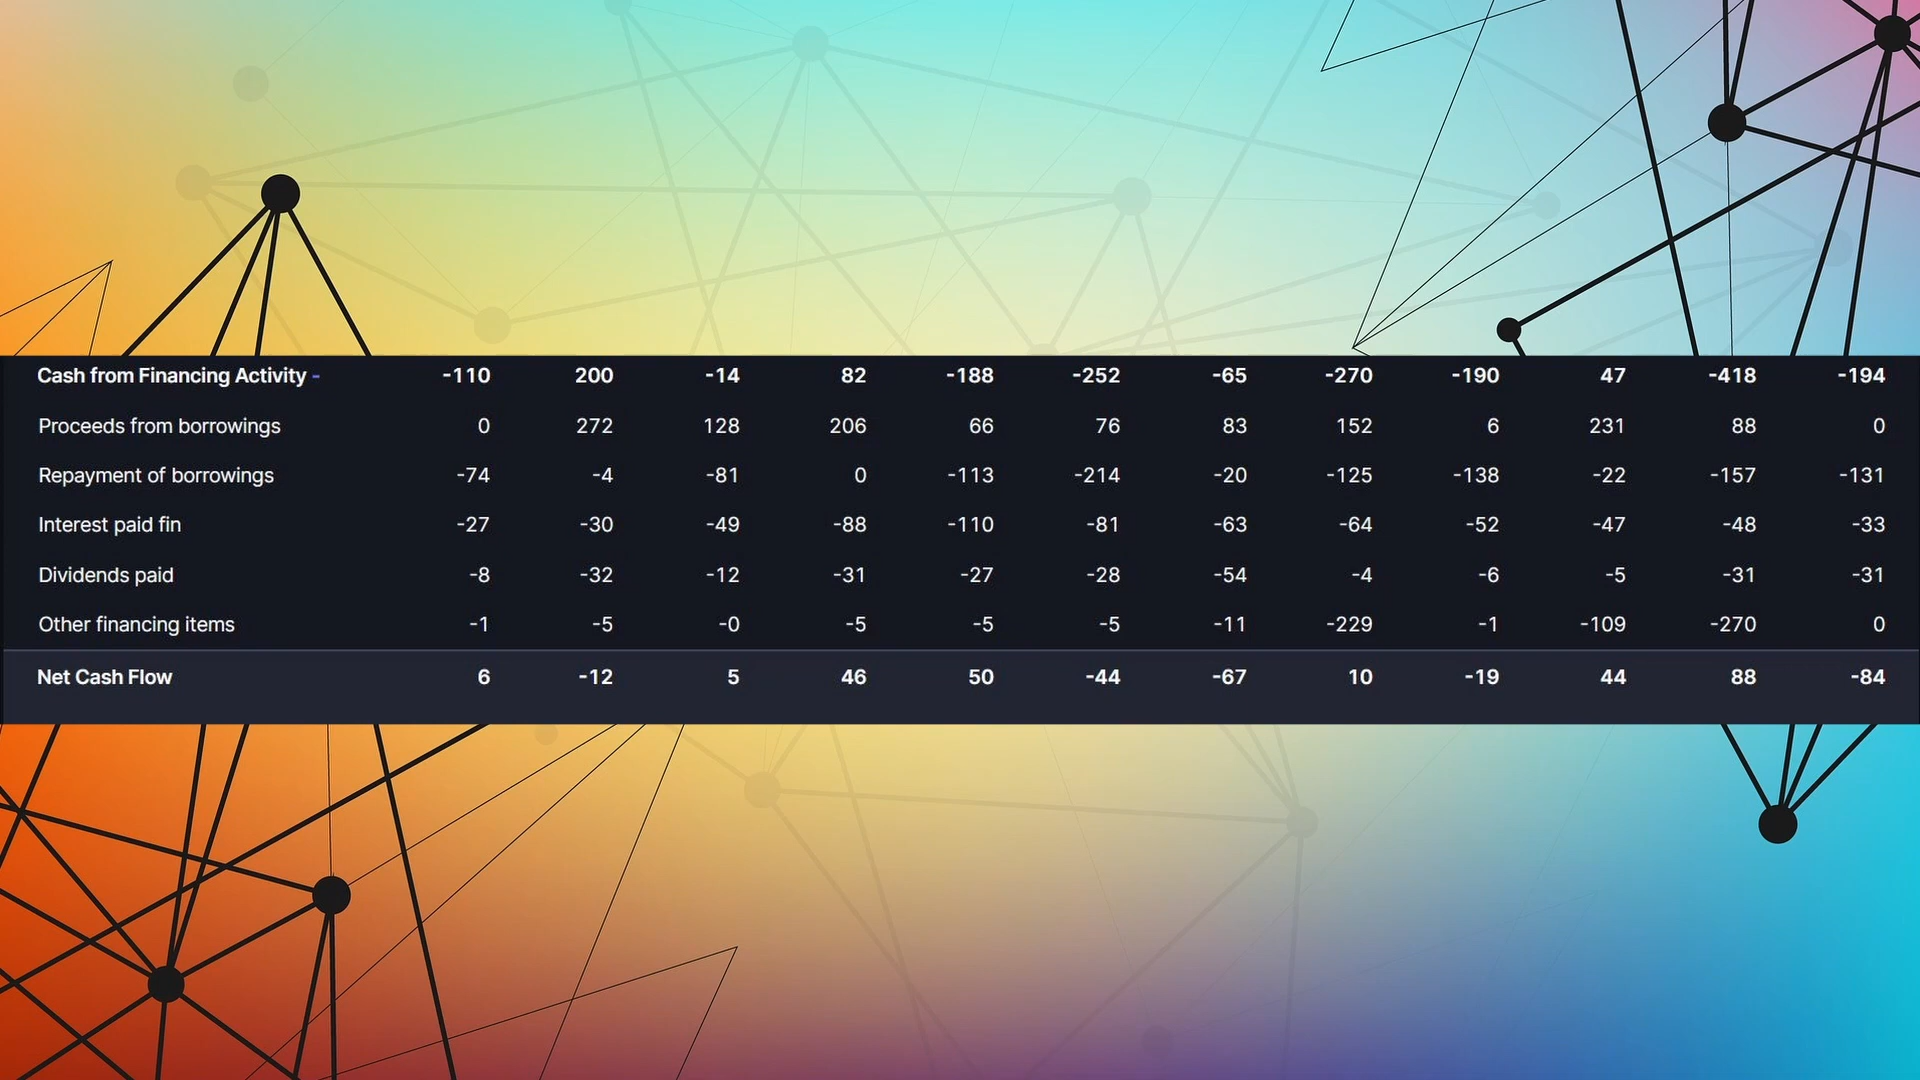 Cash from Financing Activity - -110 200 -14 82 -188 -252 -65 -270 -190 47 -418 -194
Proceeds from borrowings 0 272 128 206 66 76 83 152 6 231 88 0
Repayment of borrowings -74 -4 -81 0 -113 -214 -20 -125 -138 -22 -157 -131
Interest paid fin -27 -30 -49 -88 -110 -81 -63 -64 -52 -47 -48 -33
Dividends paid -8 -32 -12 -31 -27 -28 -54 -4 -6 -5 -31 -31
Other financing items -1 -5 -0 -5 -5 -5 -11 -229 -1 -109 -270 0
Net Cash Flow 6 -12 5 46 50 -44 -67 10 -19 44 88 -84